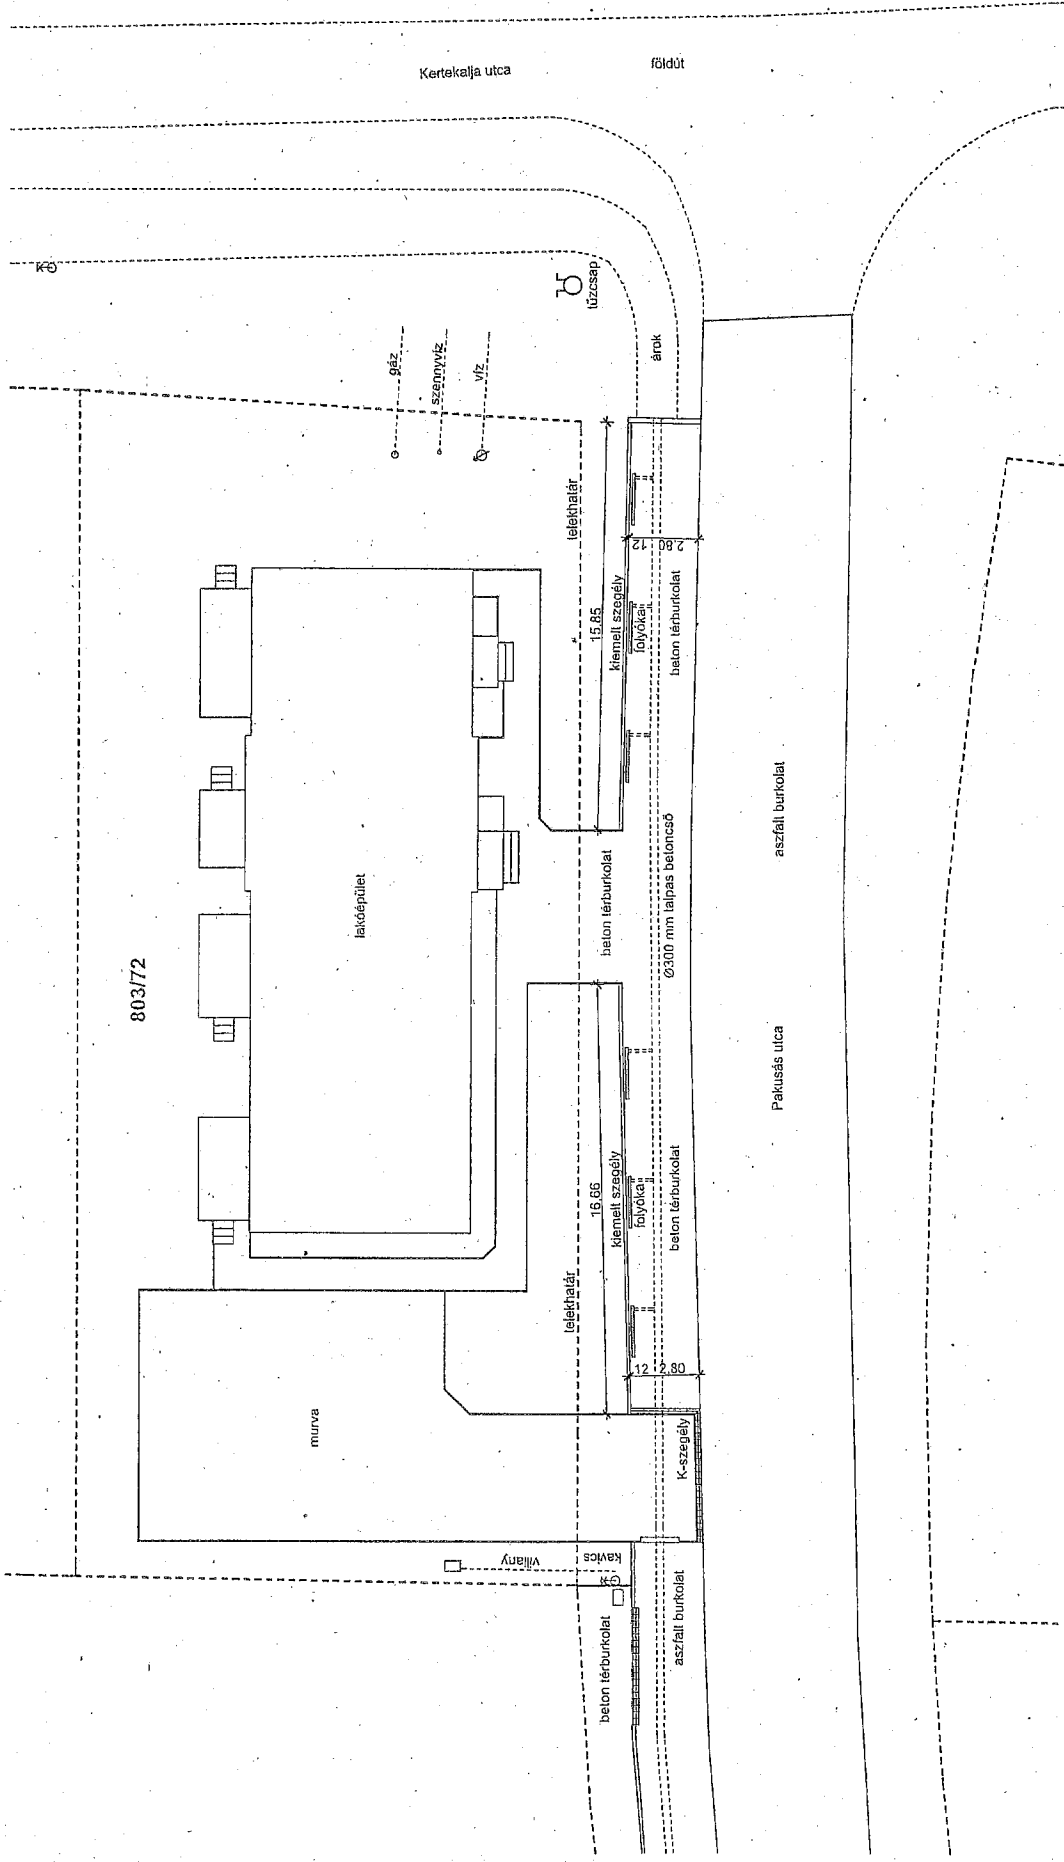 Kertekalja utca
földút
tűzcsap
gáz
szennyvíz
víz
árok
telekhatár
15,85
kiemelt szegély
folyóka
12 2,80
beton térburkolat
lakóépület
803/72
beton térburkolat
Ø300 mm talpas betoncső
aszfalt burkolat
Pakusás utca
telekhatár
16,66
kiemelt szegély
folyóka
beton térburkolat
12 2,80
murva
K-szegély
villany
kavics
beton térburkolat
aszfalt burkolat